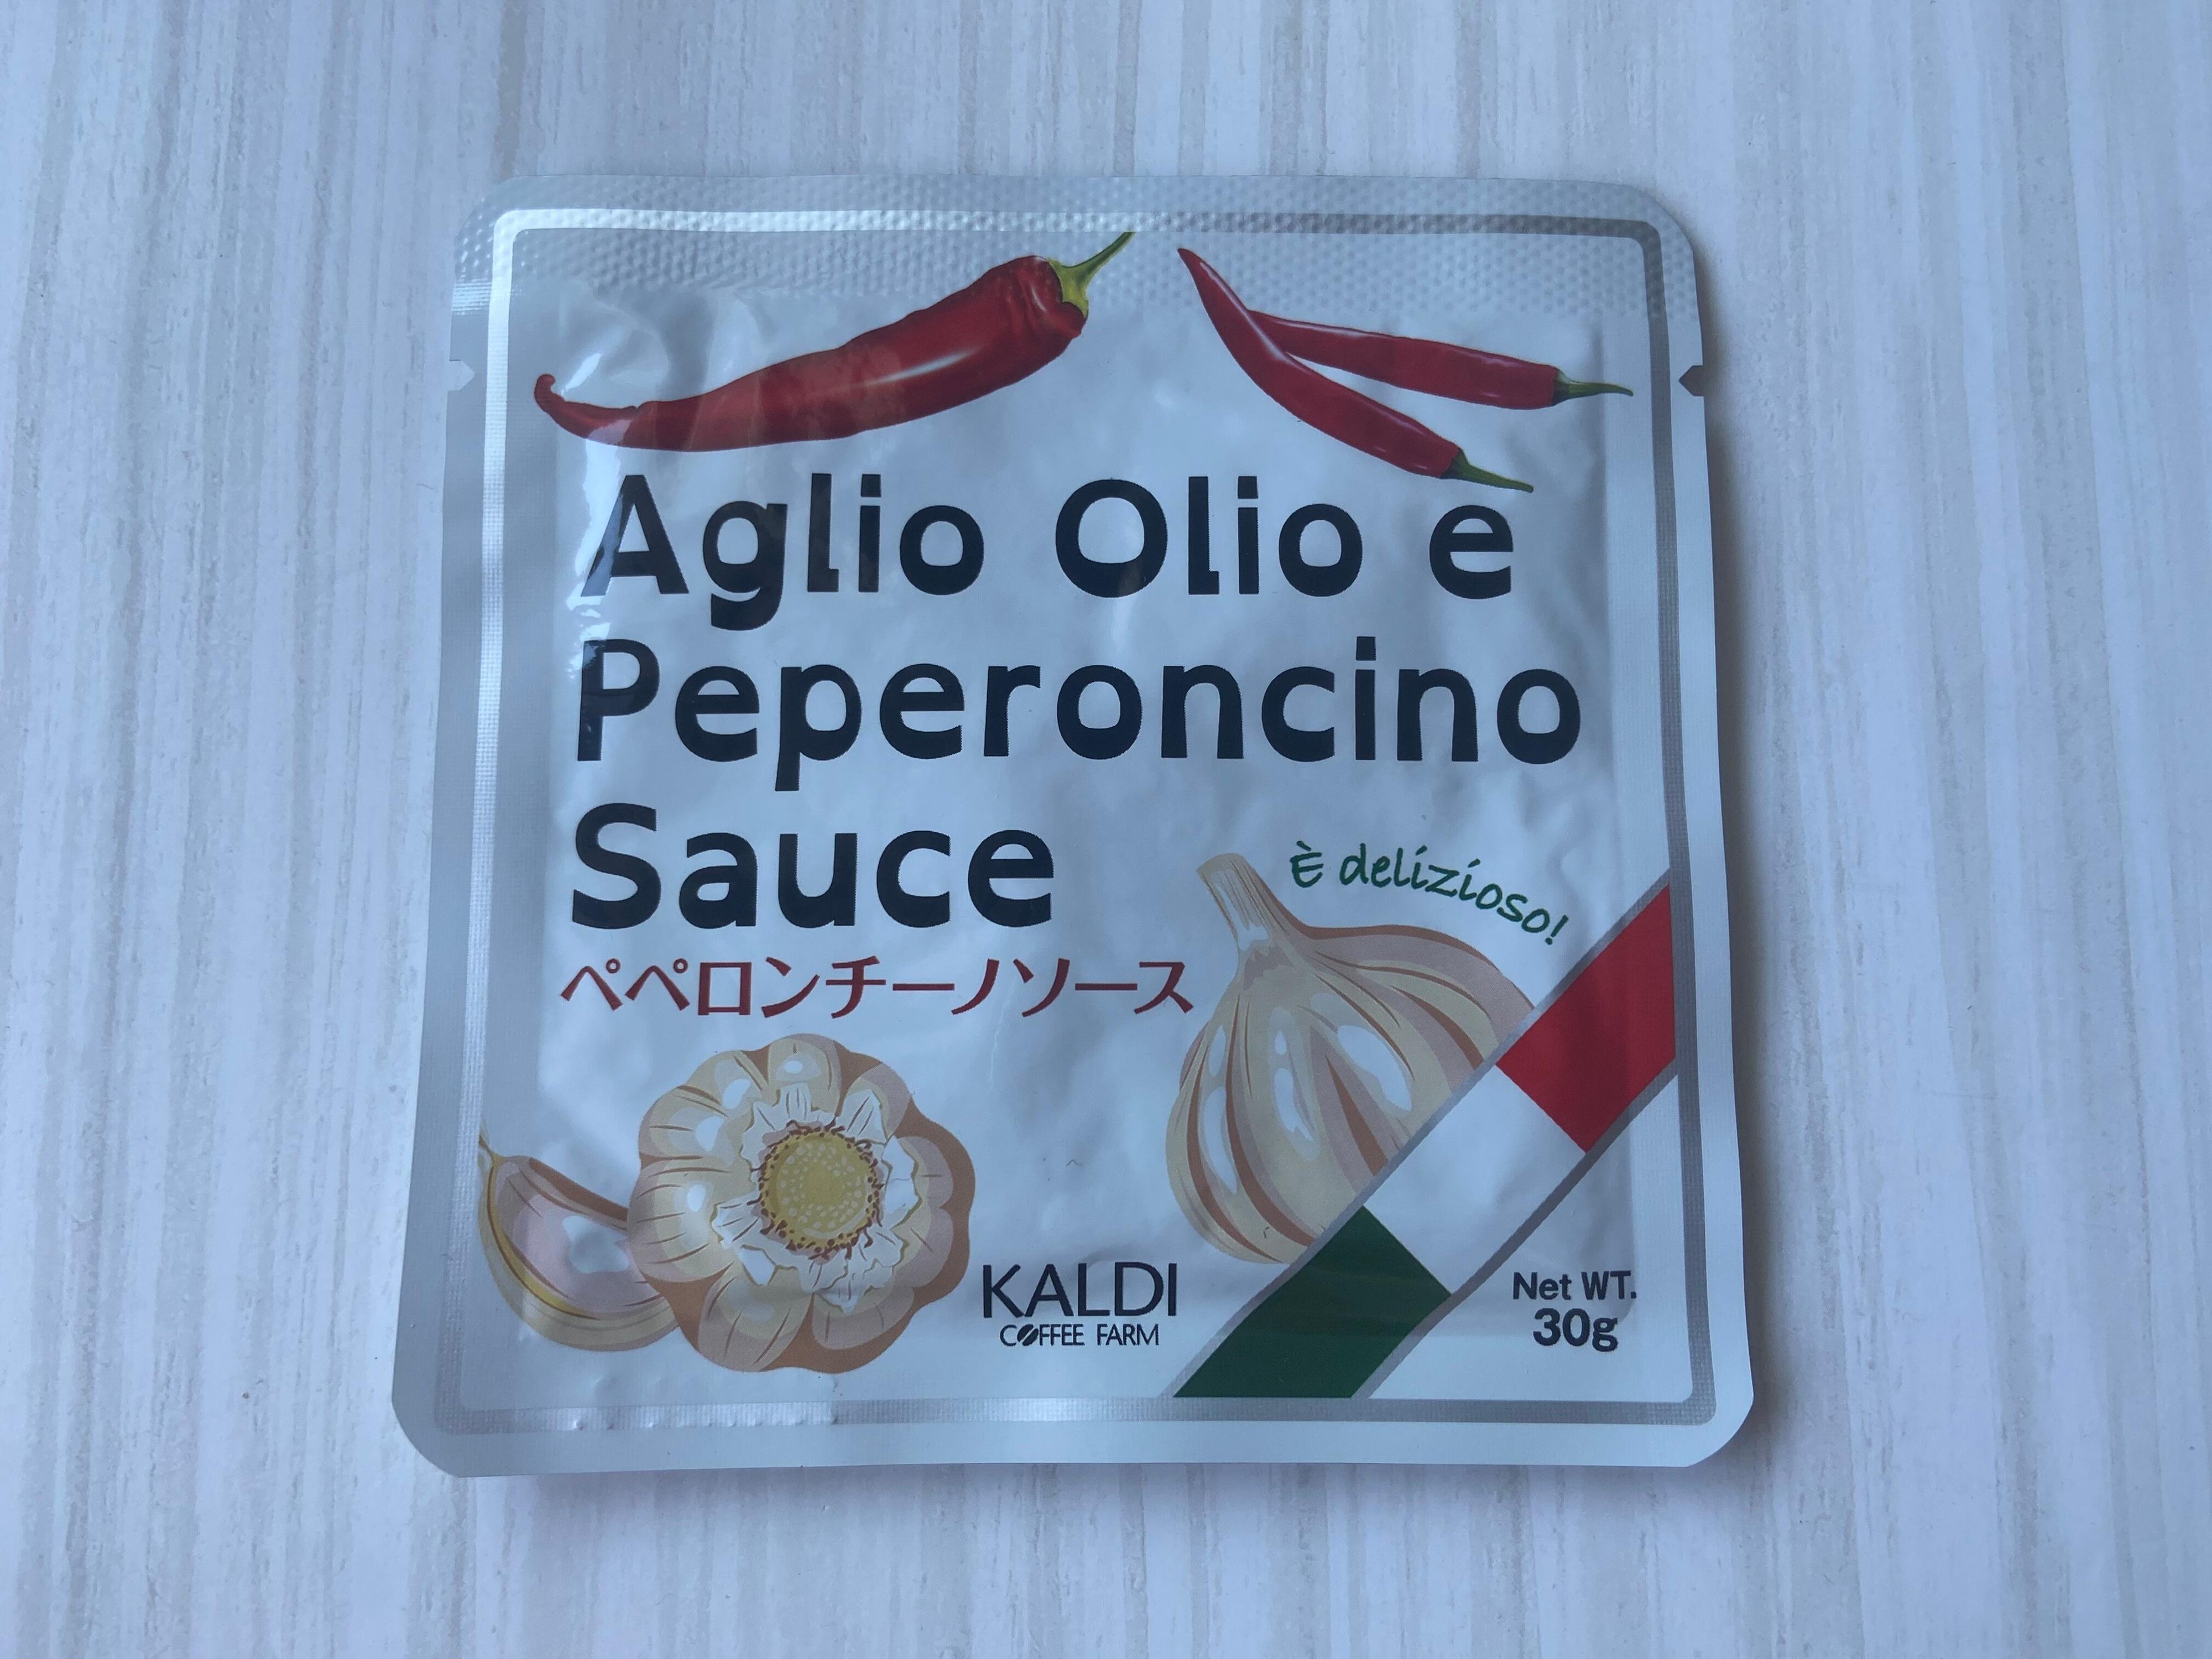 Aglio Olio e
Peperoncino
Sauce
ペペロンチーノソース
È delizioso!
KALDI
COFFEE FARM
Net WT.
30g